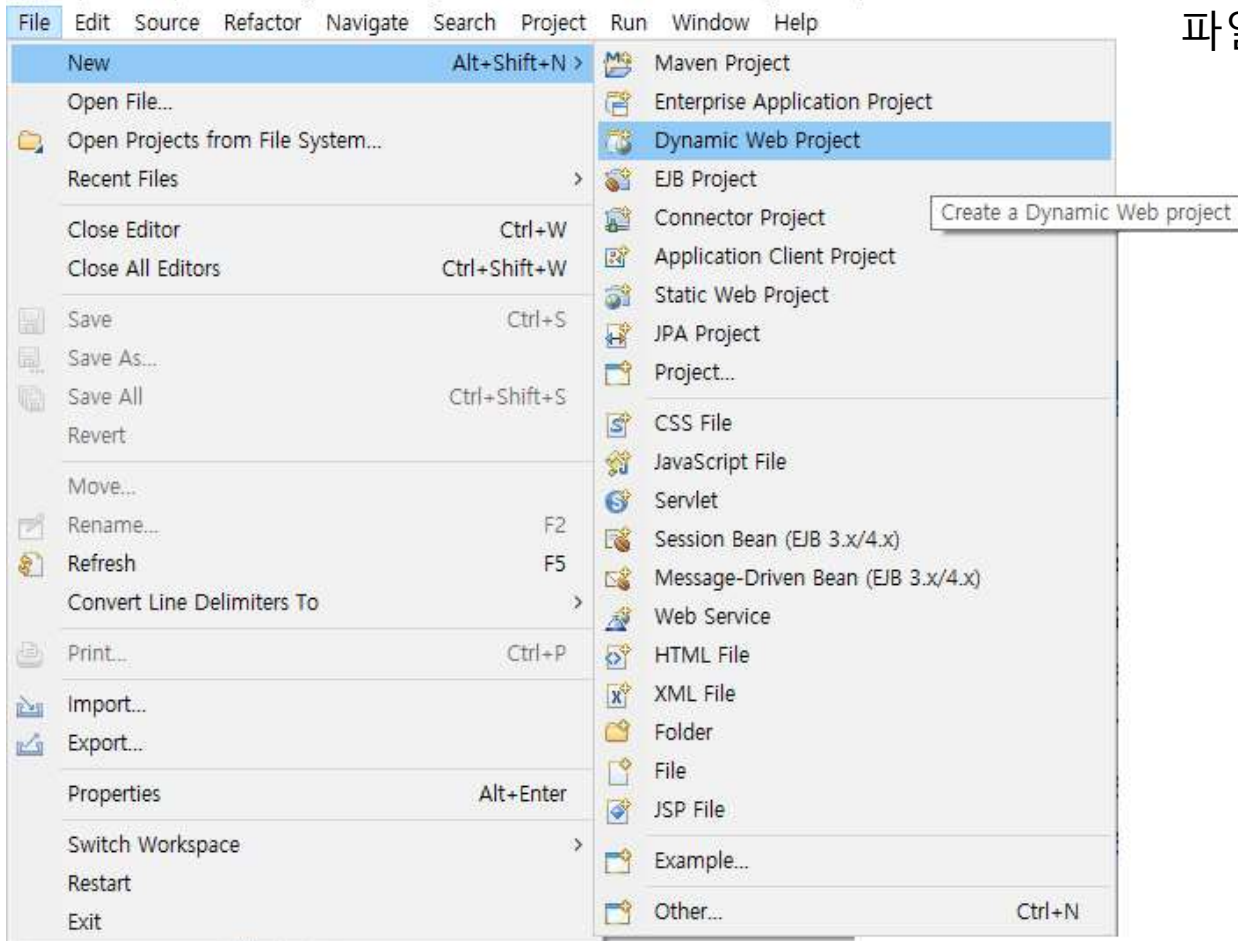 File Edit Source Refactor Navigate Search Project Run Window Help
New Alt+Shift+N >
Open File...
Open Projects from File System...
Recent Files >
Close Editor Ctrl+W
Close All Editors Ctrl+Shift+W
Save Ctrl+S
Save As...
Save All Ctrl+Shift+S
Revert
Move...
Rename... F2
Refresh F5
Convert Line Delimiters To >
Print... Ctrl+P
Import...
Export...
Properties Alt+Enter
Switch Workspace >
Restart
Exit
Maven Project
Enterprise Application Project
Dynamic Web Project
EJB Project
Connector Project
Application Client Project
Static Web Project
JPA Project
Project...
CSS File
JavaScript File
Servlet
Session Bean (EJB 3.x/4.x)
Message-Driven Bean (EJB 3.x/4.x)
Web Service
HTML File
XML File
Folder
File
JSP File
Example...
Other... Ctrl+N
Create a Dynamic Web project